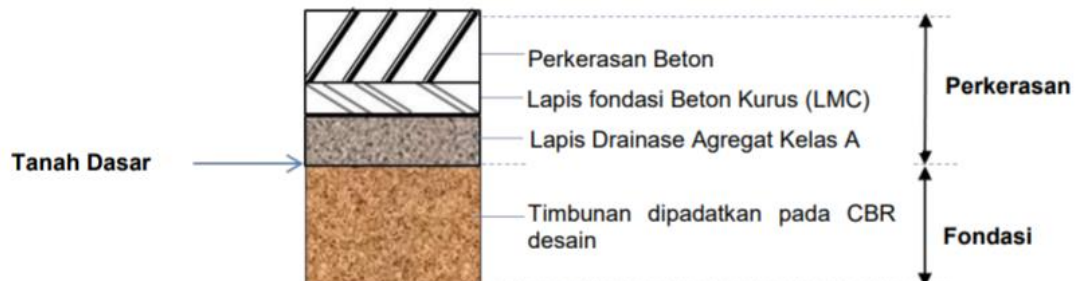 Perkerasan Beton
Perkerasan
Lapis fondasi Beton Kurus (LMC)
Lapis Drainase Agregat Kelas A
Tanah Dasar
Timbunan dipadatkan pada CBR
desain
Fondasi